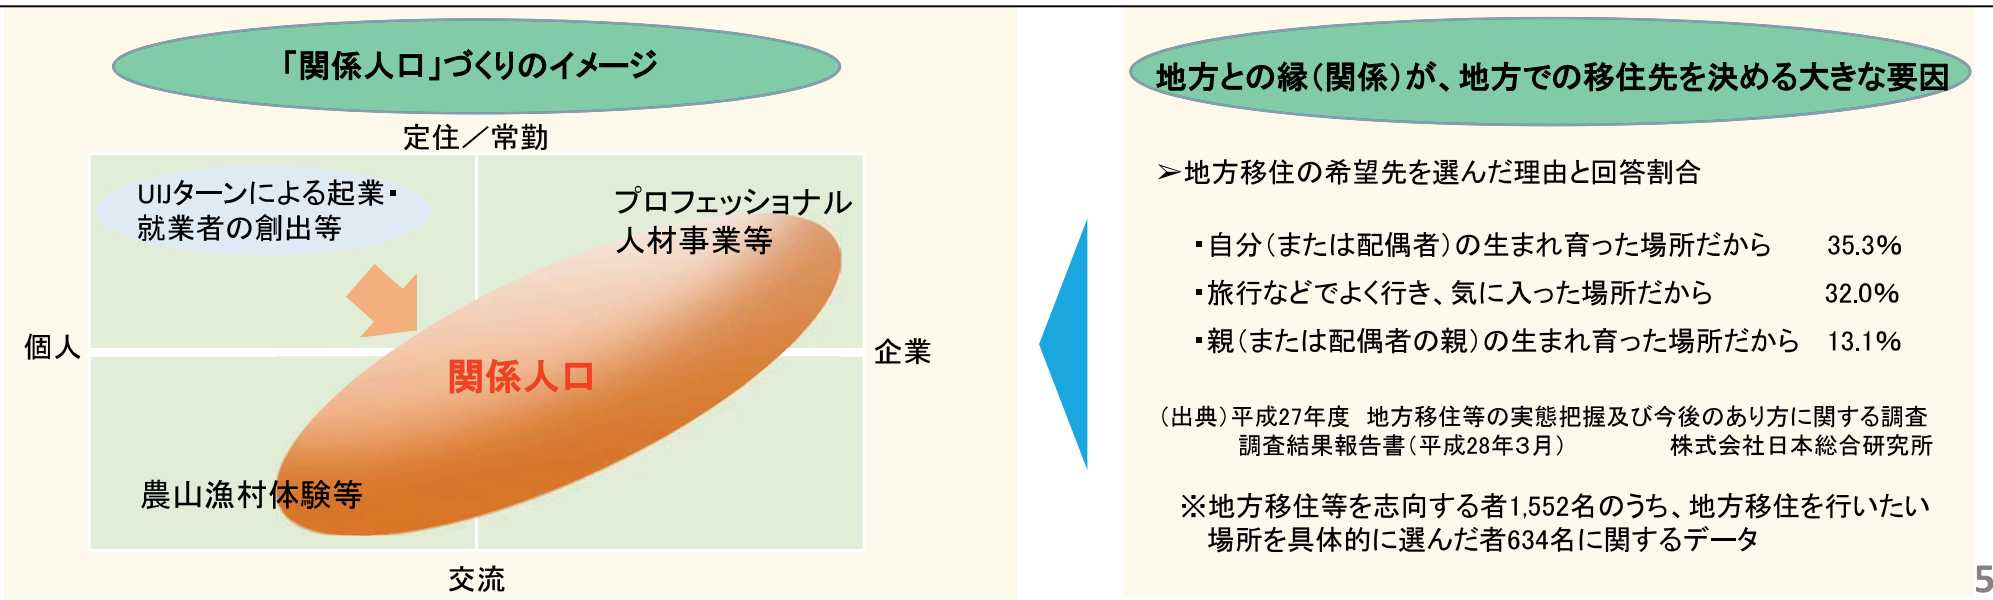 「関係人口」づくりのイメージ
定住／常勤
UIJターンによる起業・
就業者の創出等
プロフェッショナル
人材事業等
個人
企業
関係人口
農山漁村体験等
交流
地方との縁（関係）が、地方での移住先を決める大きな要因
➢地方移住の希望先を選んだ理由と回答割合
・自分（または配偶者）の生まれ育った場所だから 35.3%
・旅行などでよく行き、気に入った場所だから 32.0%
・親（または配偶者の親）の生まれ育った場所だから 13.1%
（出典）平成27年度 地方移住等の実態把握及び今後のあり方に関する調査
調査結果報告書（平成28年3月） 株式会社日本総合研究所
※地方移住等を志向する者1,552名のうち、地方移住を行いたい
場所を具体的に選んだ者634名に関するデータ
5